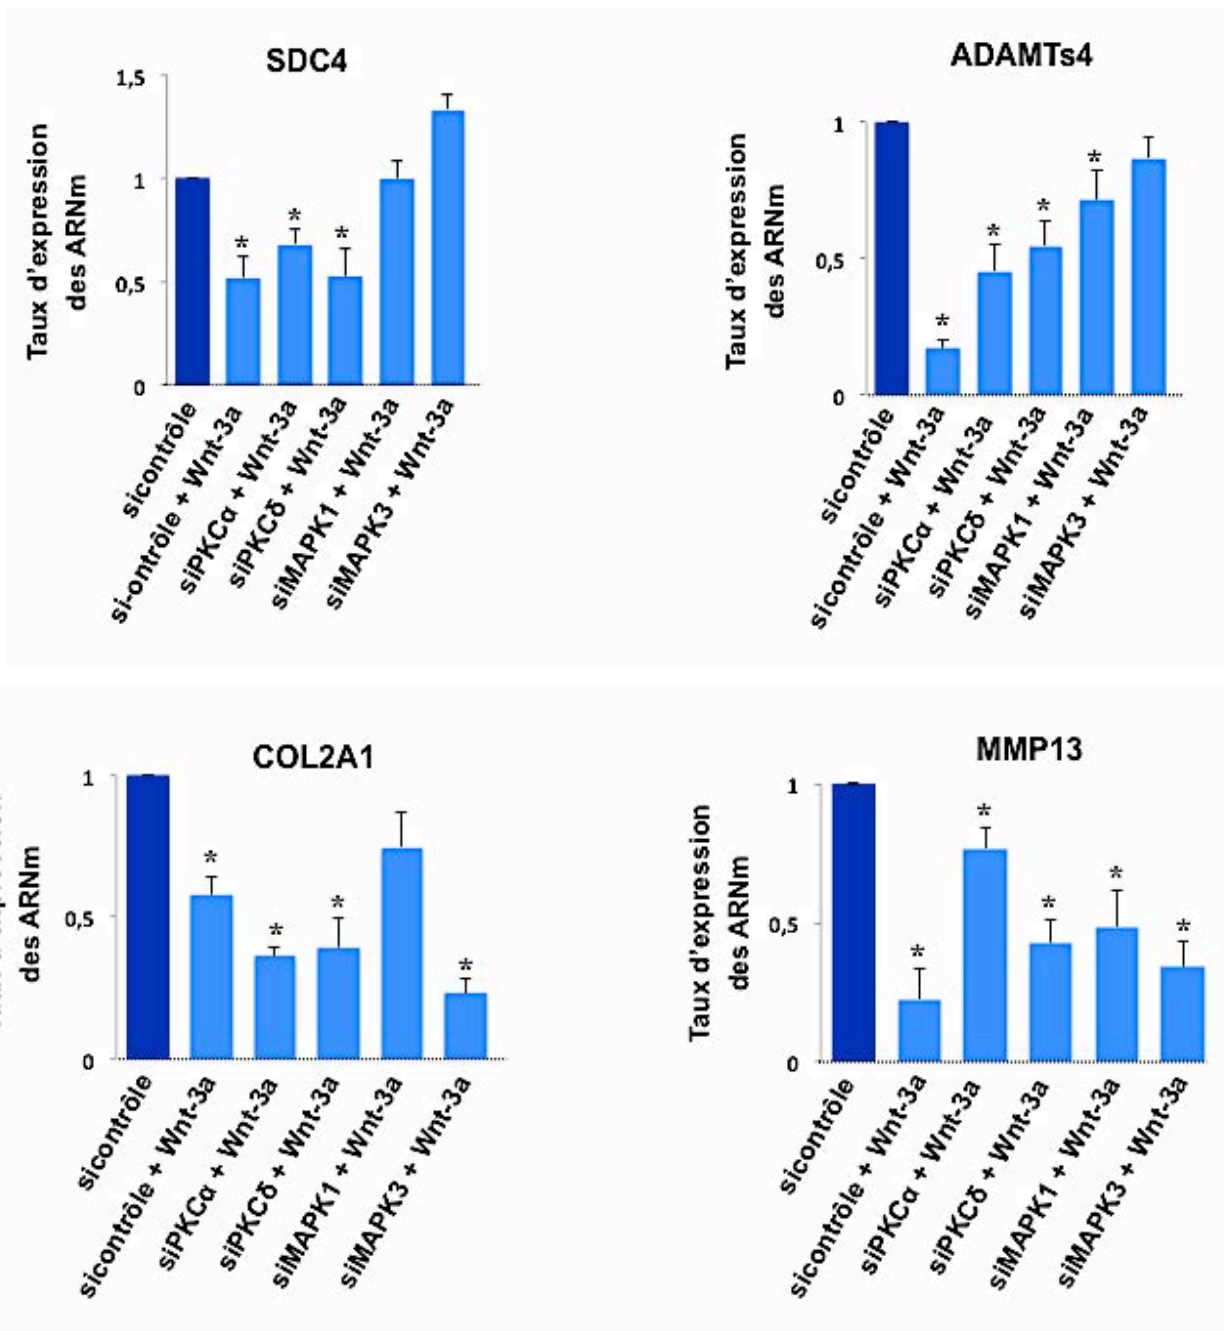 SDC4
Taux d'expression
des ARNm
1,5
1
0,5
0
*
*
*
sicontrôle
si-ontrôle + Wnt-3a
siPKCα + Wnt-3a
siPKCδ + Wnt-3a
siMAPK1 + Wnt-3a
siMAPK3 + Wnt-3a
ADAMTs4
Taux d'expression
des ARNm
1
0,5
0
*
*
*
*
sicontrôle
sicontrôle + Wnt-3a
siPKCα + Wnt-3a
siPKCδ + Wnt-3a
siMAPK1 + Wnt-3a
siMAPK3 + Wnt-3a
COL2A1
des ARNm
1
0,5
0
*
*
*
*
sicontrôle
sicontrôle + Wnt-3a
siPKCα + Wnt-3a
siPKCδ + Wnt-3a
siMAPK1 + Wnt-3a
siMAPK3 + Wnt-3a
MMP13
Taux d'expression
des ARNm
1
0,5
0
*
*
*
*
*
sicontrôle
sicontrôle + Wnt-3a
siPKCα + Wnt-3a
siPKCδ + Wnt-3a
siMAPK1 + Wnt-3a
siMAPK3 + Wnt-3a